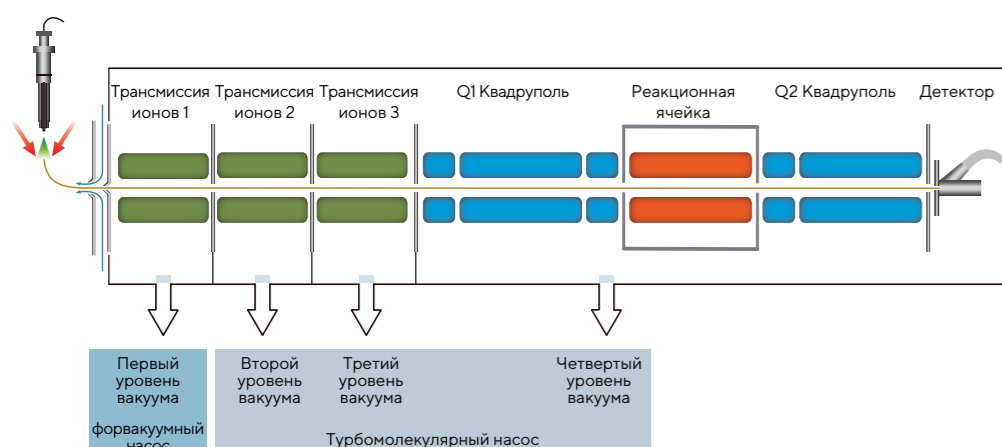 Трансмиссия
ионов 1
Трансмиссия
ионов 2
Трансмиссия
ионов 3
Q1 Квадруполь
Реакционная
ячейка
Q2 Квадруполь
Детектор
Первый
уровень
вакуума
форвакуумный
насос
Второй
уровень
вакуума
Третий
уровень
вакуума
Четвертый
уровень
вакуума
Турбомолекулярный насос